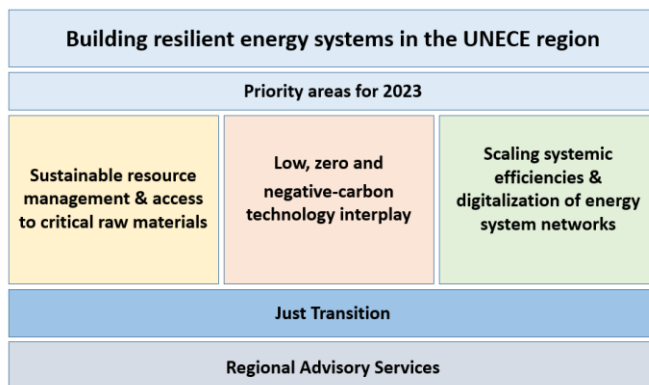 Building resilient energy systems in the UNECE region
Priority areas for 2023
Sustainable resource
management & access
to critical raw materials
Low, zero and
negative-carbon
technology interplay
Scaling systemic
efficiencies &
digitalization of energy
system networks
Just Transition
Regional Advisory Services